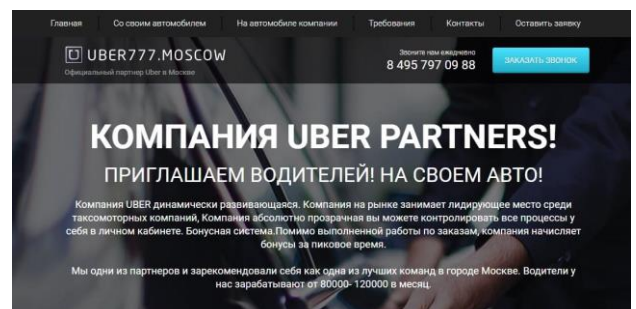 Главная Со своим автомобилем На автомобиле компании Требования Контакты Оставить заявку
UBER777.MOSCOW
Официальный партнер Uber в Москве
Звоните нам ежедневно
8 495 797 09 88
ЗАКАЗАТЬ ЗВОНОК
КОМПАНИЯ UBER PARTNERS!
ПРИГЛАШАЕМ ВОДИТЕЛЕЙ! НА СВОЕМ АВТО!
Компания UBER динамически развивающаяся. Компания на рынке занимает лидирующее место среди
таксомоторных компаний, Компания абсолютно прозрачная вы можете контролировать все процессы у
себя в личном кабинете. Бонусная система.Помимо выполненной работы по заказам, компания начисляет
бонусы за пиковое время.
Мы одни из партнеров и зарекомендовали себя как одна из лучших команд в городе Москве. Водители у
нас зарабатывают от 80000- 120000 в месяц.